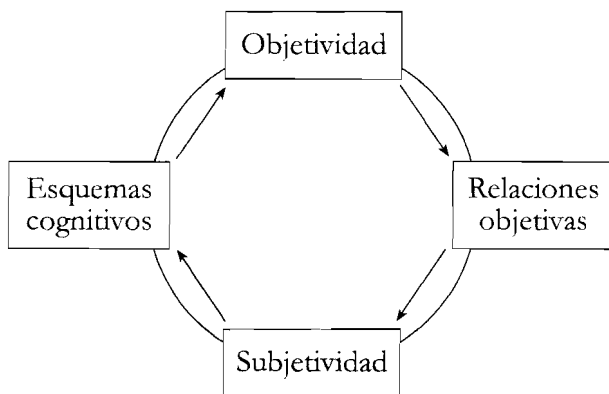 Objetividad
Esquemas
cognitivos
Relaciones
objetivas
Subjetividad